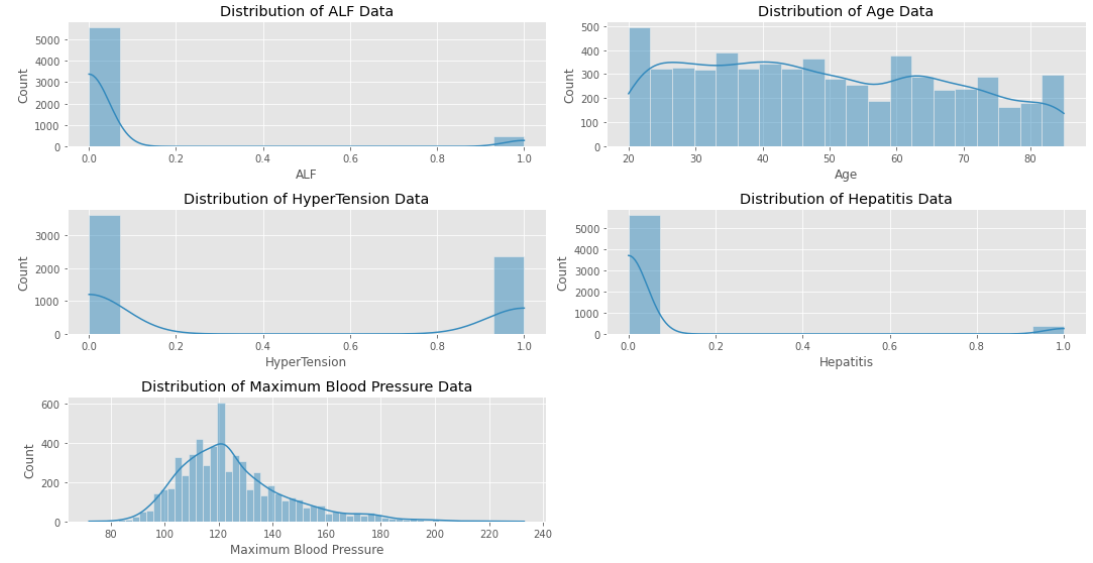 Distribution of ALF Data
5000
4000
3000
2000
1000
0
Count
0.0 0.2 0.4 0.6 0.8 1.0
ALF
Distribution of Age Data
500
400
300
200
100
0
Count
20 30 40 50 60 70 80
Age
Distribution of HyperTension Data
3000
2000
1000
0
Count
0.0 0.2 0.4 0.6 0.8 1.0
HyperTension
Distribution of Hepatitis Data
5000
4000
3000
2000
1000
0
Count
0.0 0.2 0.4 0.6 0.8 1.0
Hepatitis
Distribution of Maximum Blood Pressure Data
600
400
200
0
Count
80 100 120 140 160 180 200 220 240
Maximum Blood Pressure